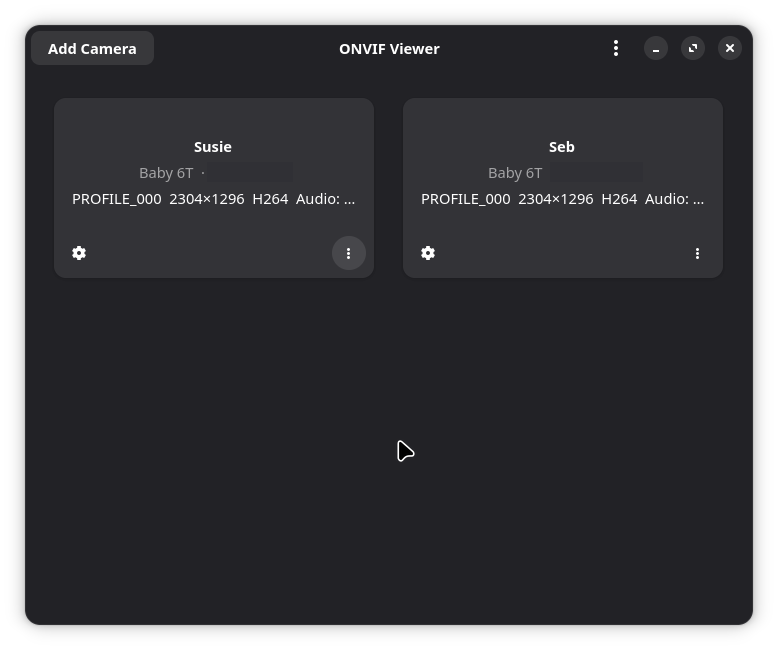 Add Camera
ONVIF Viewer
Susie
Baby 6T ·
PROFILE_000 2304×1296 H264 Audio: ...
Seb
Baby 6T
PROFILE_000 2304×1296 H264 Audio: ...